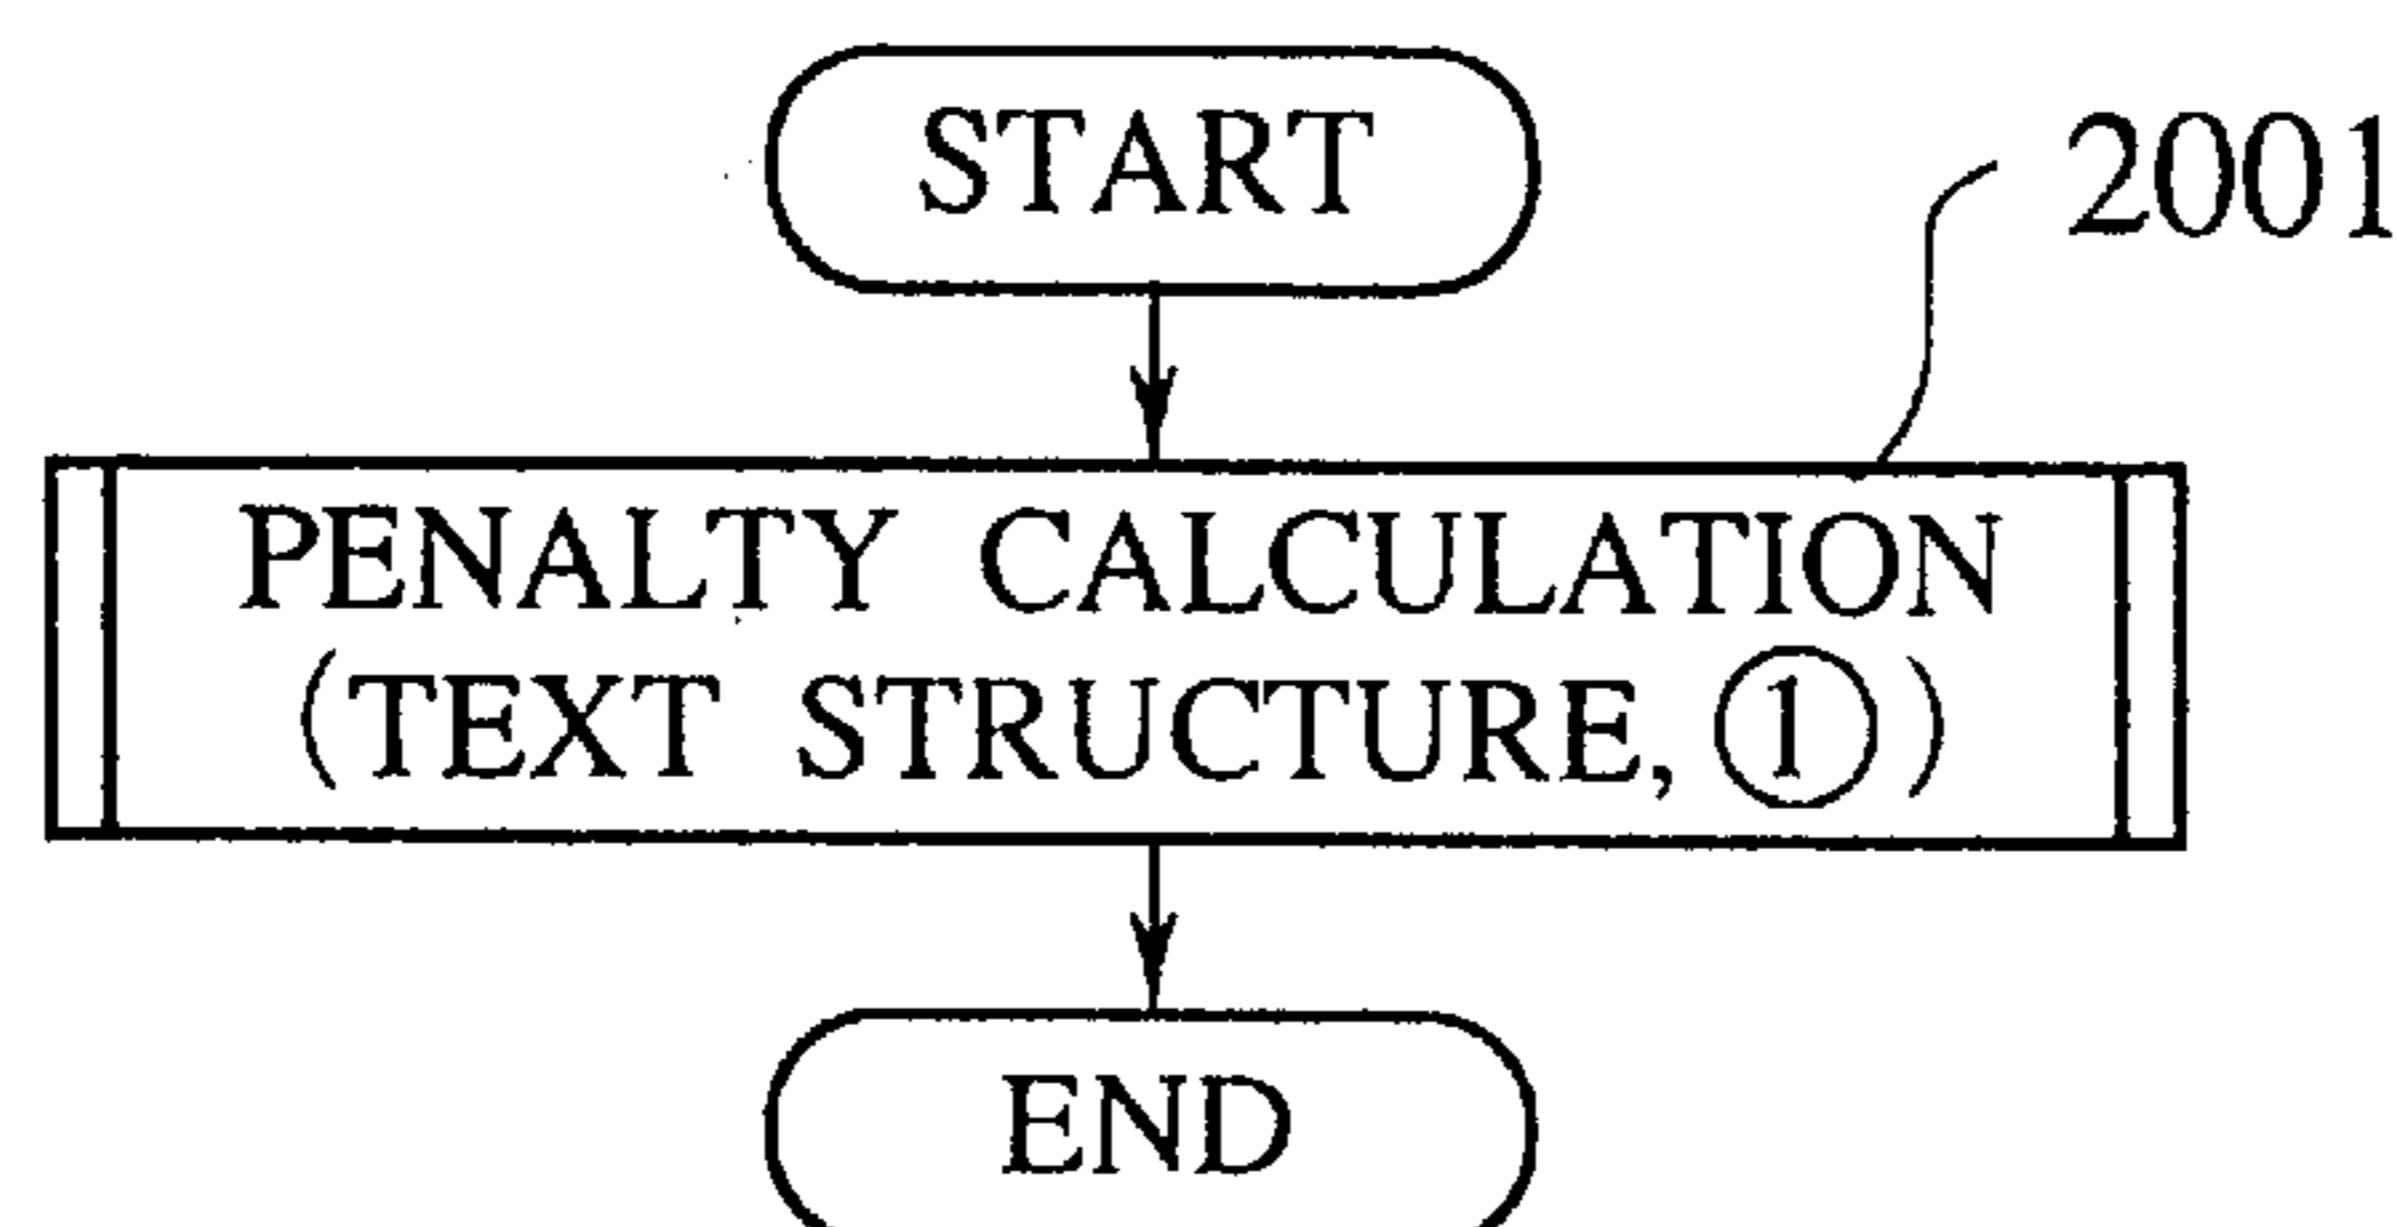 START
2001
PENALTY CALCULATION
(TEXT STRUCTURE, ①)
END